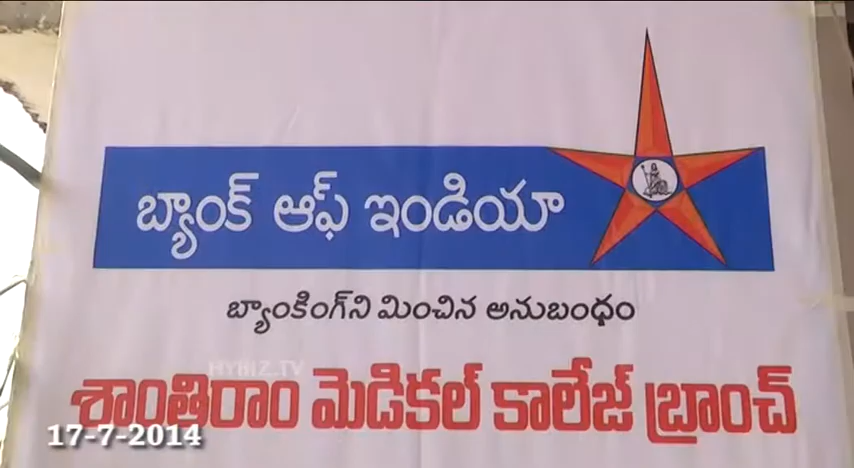 బ్యాంక్ ఆఫ్ ఇండియా
బ్యాంకింగ్‌ని మించిన అనుబంధం
HYBIZ.TV
శాంతిరాం మెడికల్ కాలేజ్ బ్రాంచ్
17-7-2014